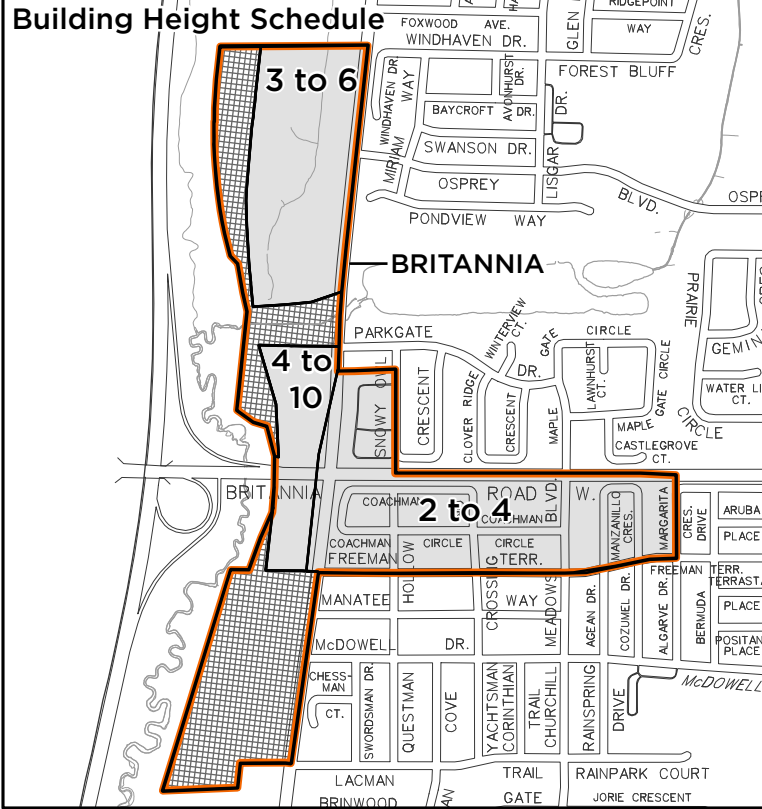 Building Height Schedule
RIDGEPOINT
FOXWOOD AVE.
WINDHAVEN DR.
GLEN
WAY
CRES.
FOREST BLUFF
3 to 6
WINDHAVEN DR.
WAY
AVONHURST
DR.
DR.
BAYCROFT DR.
MIRIAM
SWANSON DR.
LISGAR
OSPREY
BLVD.
PONDVIEW WAY
BRITANNIA
PRAIRIE
PARKGATE
WINTERVIEW
CT.
GATE
CIRCLE
DR.
LAWNHURST
CT.
GATE CIRCLE
4 to
10
SNOWY OWL
CRESCENT
CLOVER RIDGE
CRESCENT
MAPLE
MAPLE
CIRCLE
WATER
CT.
CASTLEGROVE
CT.
BRITANNIA
ROAD
W.
COACHMAN
2 to 4
COACHMAN
BLVD.
MANZANILLO
CRES.
MARGARITA
CRES.
DRIVE
ARUBA
PLACE
COACHMAN
CIRCLE
CIRCLE
FREEMAN
TERR.
HOLLOW
CROSSING
MEADOWS
FREEMAN TERR.
MANATEE
WAY
AGEAN DR.
COZUMEL DR.
ALGARVE DR.
BERMUDA
PLACE
McDOWELL
DR.
POSITAN
PLACE
McDOWELL
CHESS-
MAN
CT.
SWORDSMAN DR.
QUESTMAN
COVE
YACHTSMAN
CORINTHIAN
TRAIL
CHURCHILL
RAINSPRING
DRIVE
LACMAN
TRAIL
RAINPARK COURT
BRINWOOD
GATE
JORIE CRESCENT